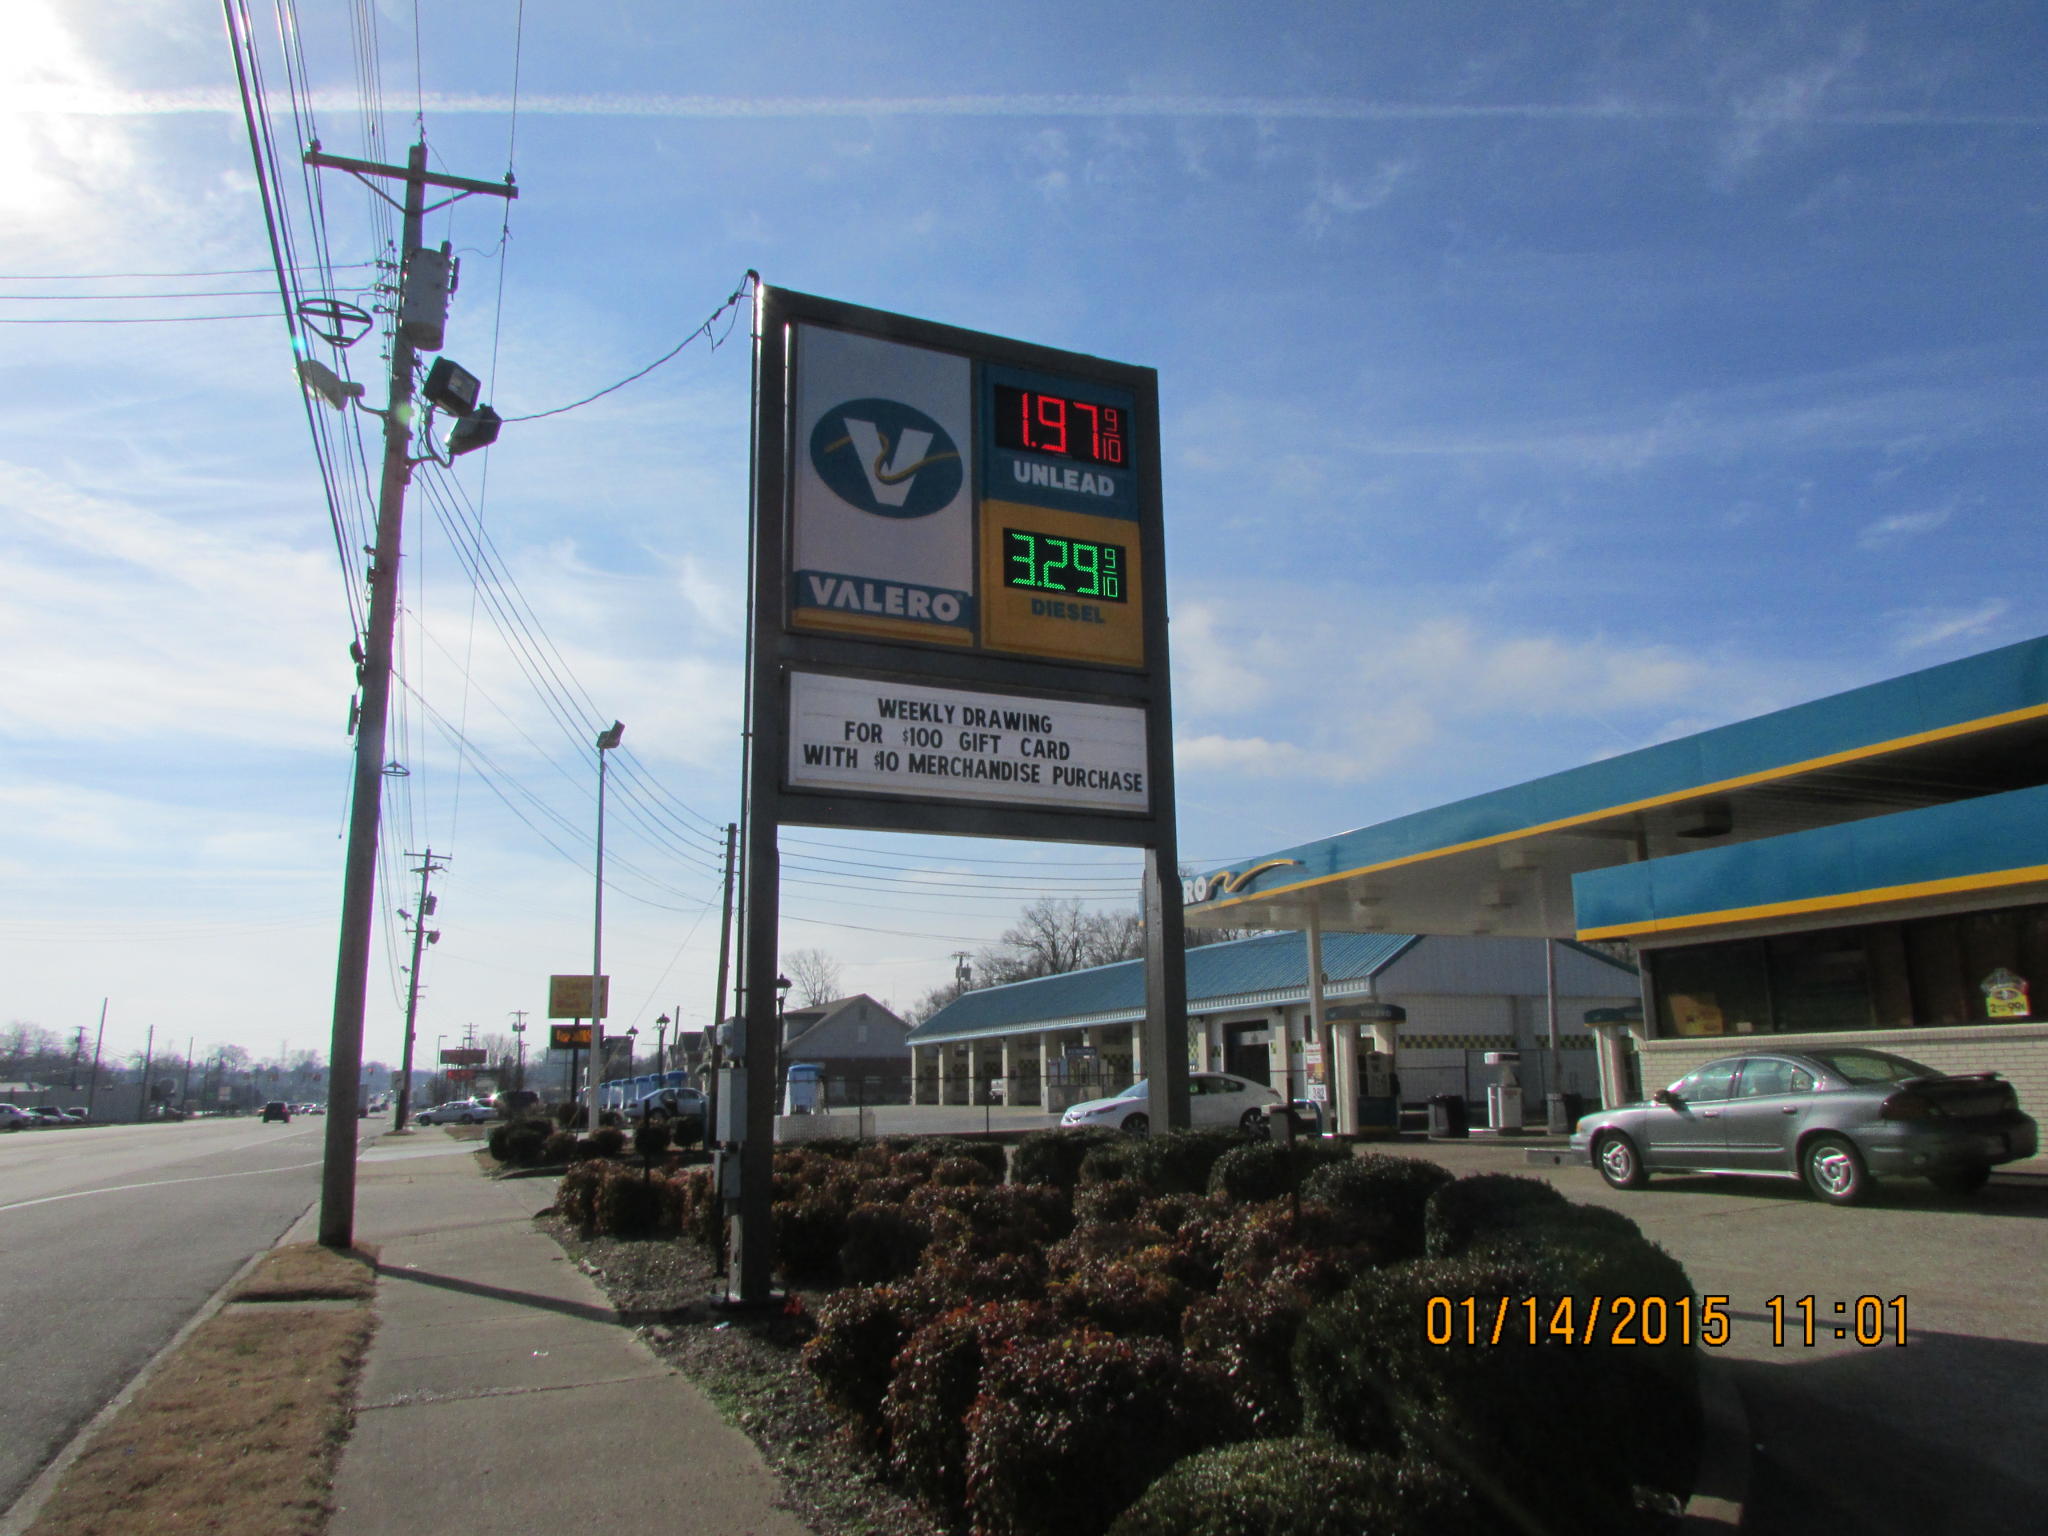 1.97 9/10
UNLEAD
3.29 9/10
DIESEL
V
VALERO
WEEKLY DRAWING
FOR $100 GIFT CARD
WITH $10 MERCHANDISE PURCHASE
RO
VALERO
01/14/2015 11:01